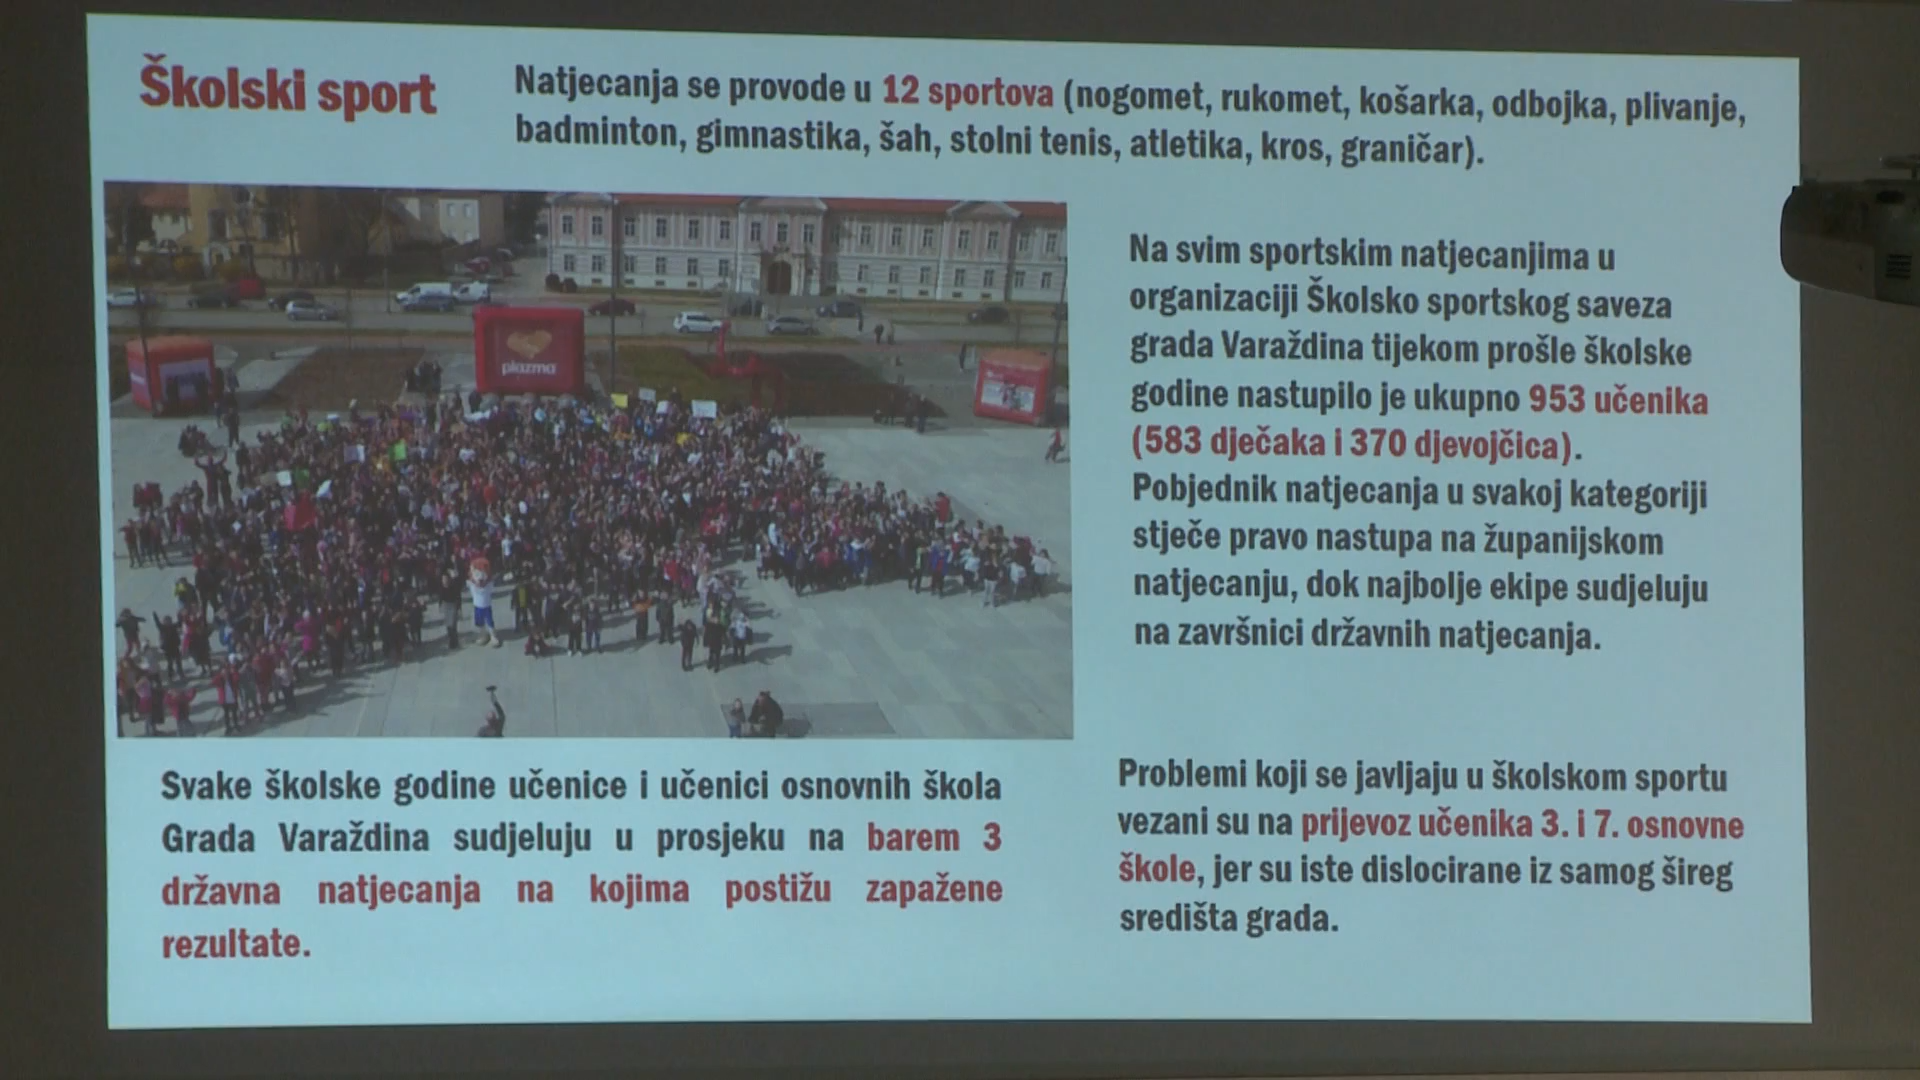 Školski sport
Natjecanja se provode u 12 sportova (nogomet, rukomet, košarka, odbojka, plivanje,
badminton, gimnastika, šah, stolni tenis, atletika, kros, graničar).
plazma
Na svim sportskim natjecanjima u
organizaciji Školsko sportskog saveza
grada Varaždina tijekom prošle školske
godine nastupilo je ukupno 953 učenika
(583 dječaka i 370 djevojčica).
Pobjednik natjecanja u svakoj kategoriji
stječe pravo nastupa na županijskom
natjecanju, dok najbolje ekipe sudjeluju
na završnici državnih natjecanja.
Svake školske godine učenice i učenici osnovnih škola
Grada Varaždina sudjeluju u prosjeku na barem 3
državna natjecanja na kojima postižu zapažene
rezultate.
Problemi koji se javljaju u školskom sportu
vezani su na prijevoz učenika 3. i 7. osnovne
škole, jer su iste dislocirane iz samog šireg
središta grada.